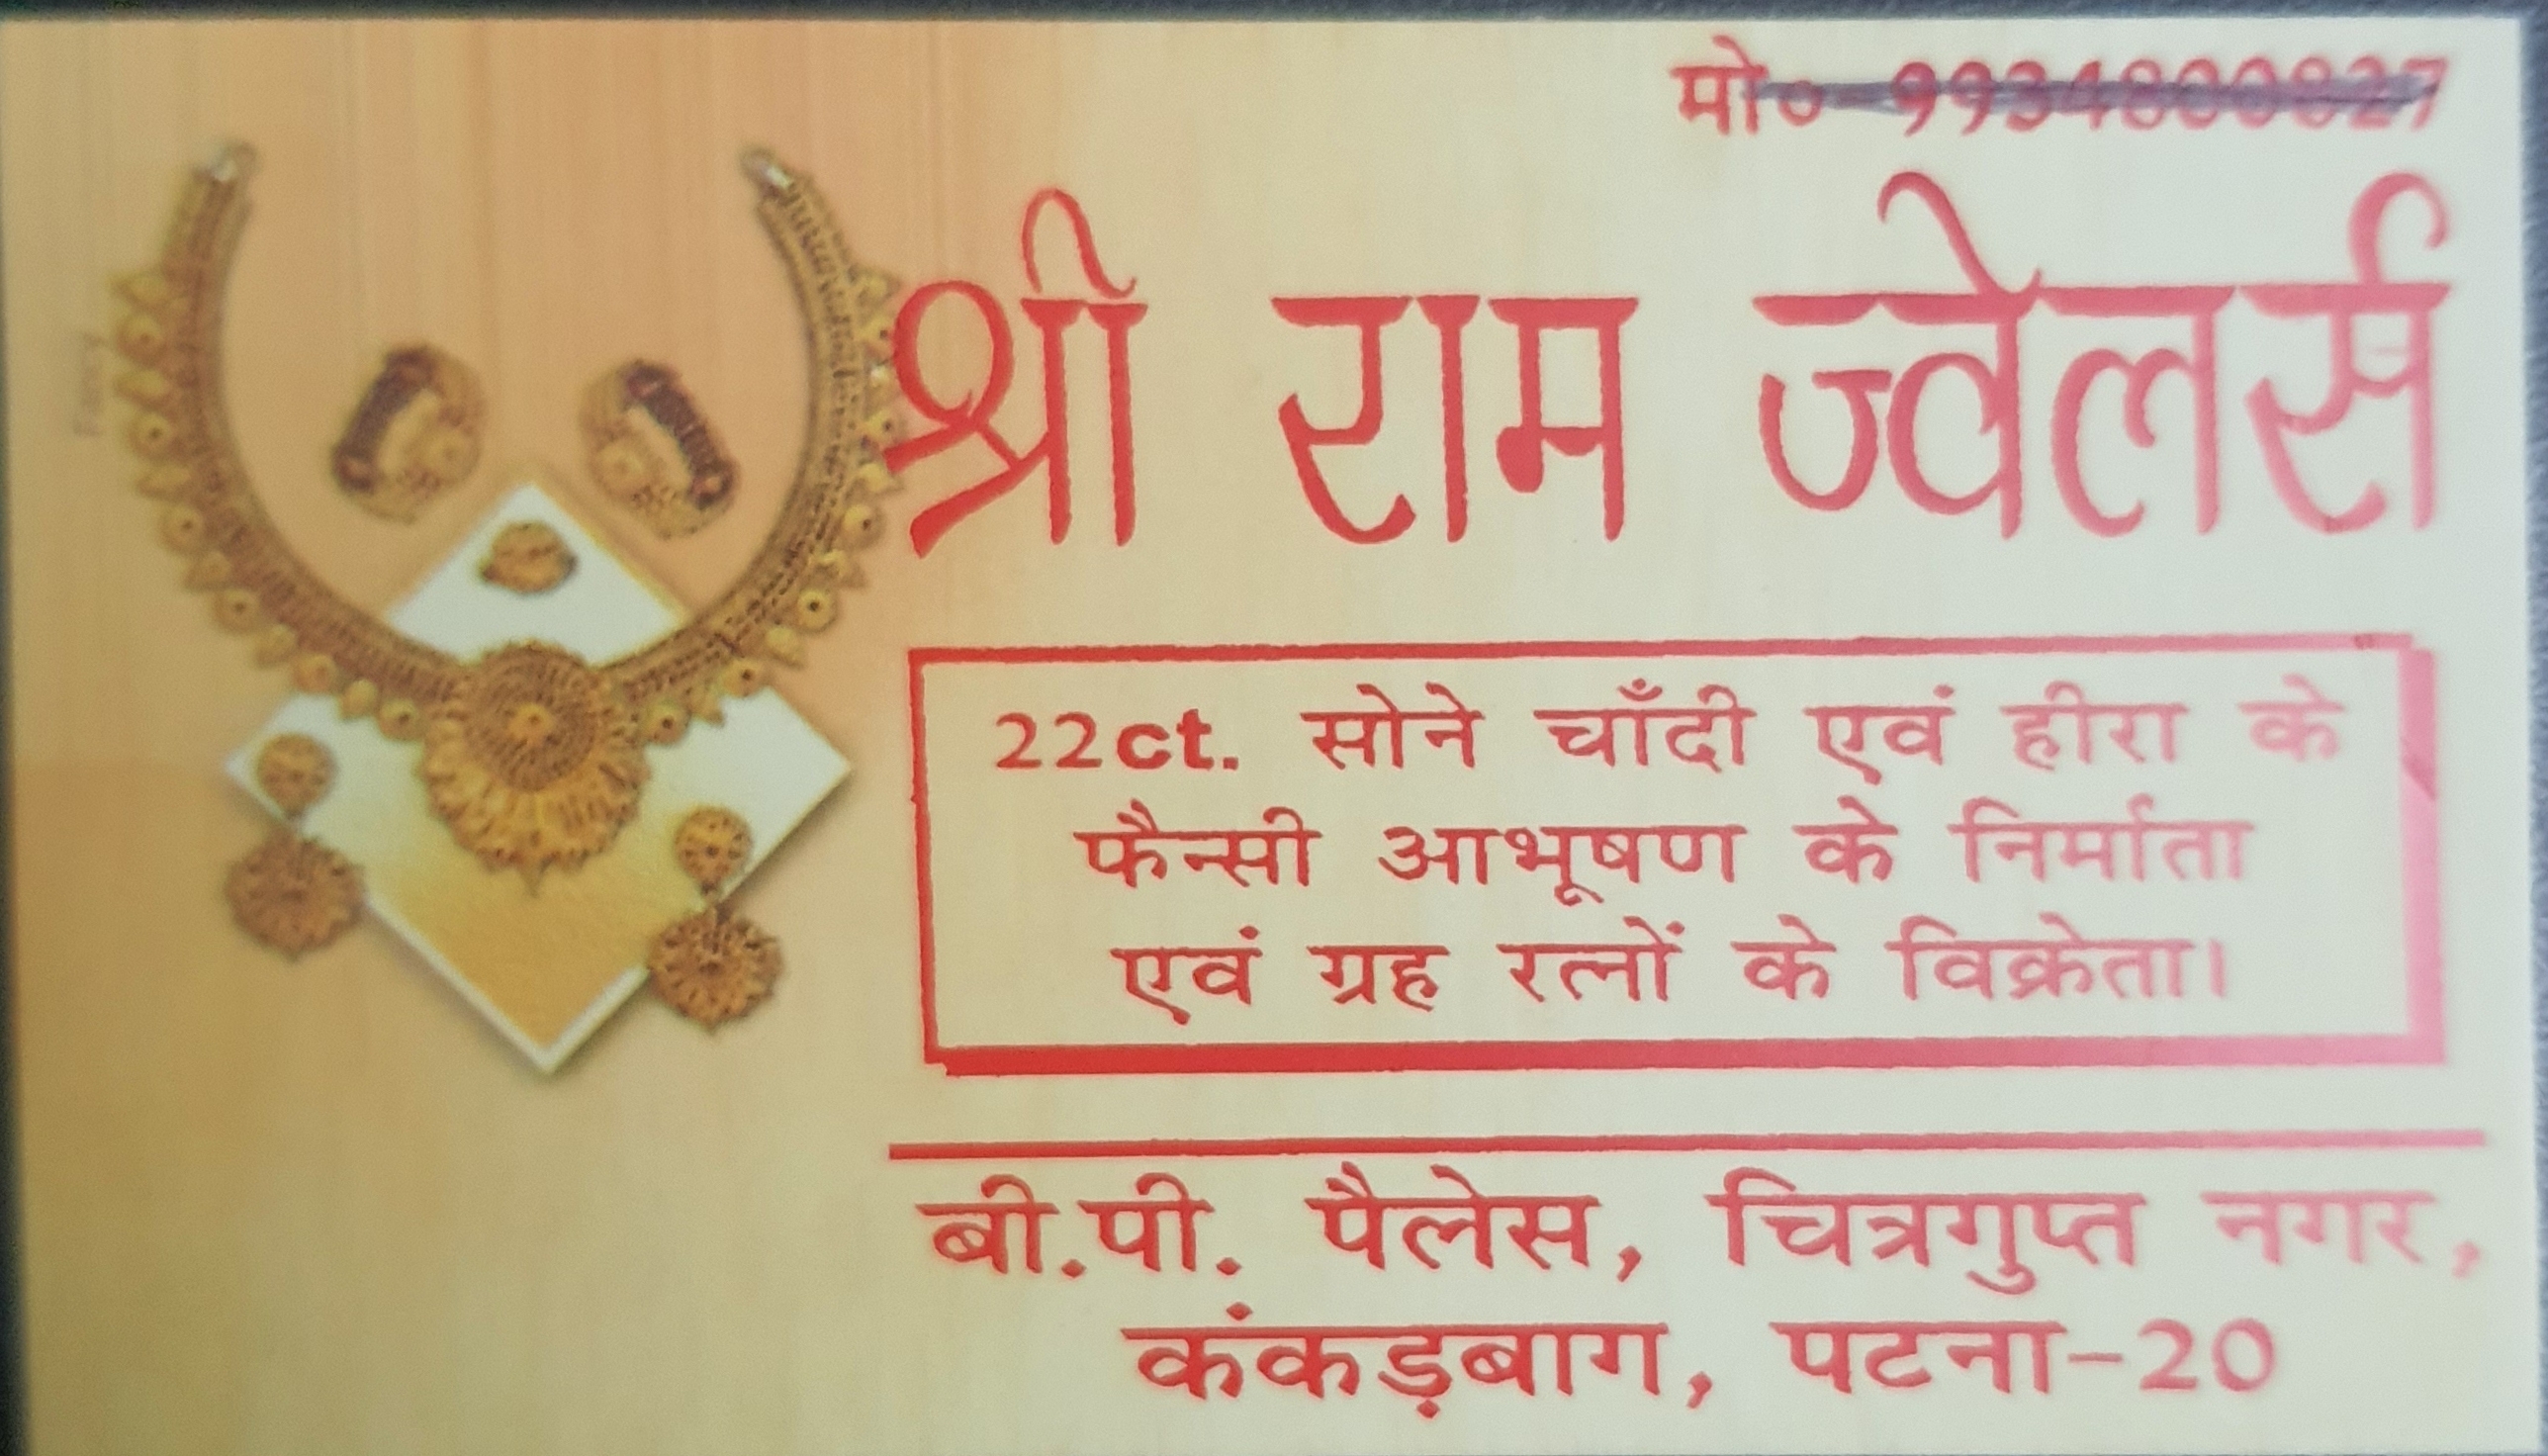 मो०-9934800827
श्री राम ज्वेलर्स
22ct. सोने चाँदी एवं हीरा के
फैन्सी आभूषण के निर्माता
एवं ग्रह रत्नों के विक्रेता।
बी.पी. पैलेस, चित्रगुप्त नगर,
कंकड़बाग, पटना-20